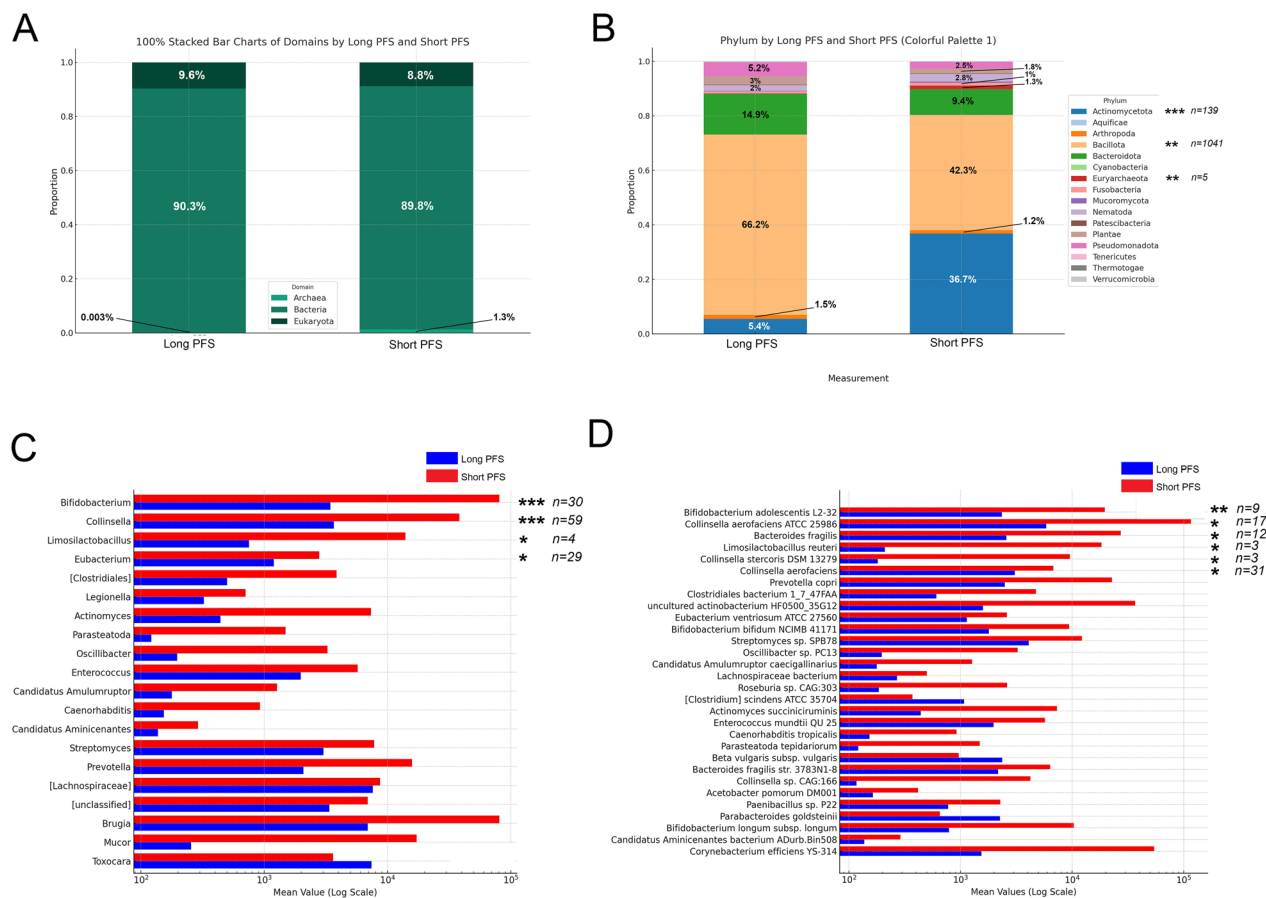 A
100% Stacked Bar Charts of Domains by Long PFS and Short PFS
Proportion
1.0
0.8
0.6
0.4
0.2
0.0
9.6%
90.3%
0.003%
8.8%
89.8%
1.3%
Domain
Archaea
Bacteria
Eukaryota
Long PFS
Short PFS
B
Phylum by Long PFS and Short PFS (Colorful Palette 1)
Proportion
1.0
0.8
0.6
0.4
0.2
0.0
5.2%
3%
2%
14.9%
66.2%
1.5%
5.4%
2.5%
1.8%
1%
2.8%
1.3%
9.4%
42.3%
1.2%
36.7%
Long PFS
Short PFS
Measurement
Phylum
Actinomycetota *** n=139
Aquificae
Arthropoda
Bacillota ** n=1041
Bacteroidota
Cyanobacteria
Euryarchaeota ** n=5
Fusobacteria
Mucoromycota
Nematoda
Patescibacteria
Plantae
Pseudomonadota
Tenericutes
Thermotogae
Verrucomicrobia
C
Long PFS
Short PFS
Bifidobacterium *** n=30
Collinsella *** n=59
Limosilactobacillus * n=4
Eubacterium * n=29
[Clostridiales]
Legionella
Actinomyces
Parasteatoda
Oscillibacter
Enterococcus
Candidatus Amulumruptor
Caenorhabditis
Candidatus Aminicenantes
Streptomyces
Prevotella
[Lachnospiraceae]
[unclassified]
Brugia
Mucor
Toxocara
10² 10³ 10⁴ 10⁵
Mean Value (Log Scale)
D
Long PFS
Short PFS
Bifidobacterium adolescentis L2-32 ** n=9
Collinsella aerofaciens ATCC 25986 * n=17
Bacteroides fragilis * n=12
Limosilactobacillus reuteri * n=3
Collinsella stercoris DSM 13279 * n=3
Collinsella aerofaciens * n=31
Prevotella copri
Clostridiales bacterium 1_7_47FAA
uncultured actinobacterium HF0500_35G12
Eubacterium ventriosum ATCC 27560
Bifidobacterium bifidum NCIMB 41171
Streptomyces sp. SPB78
Oscillibacter sp. PC13
Candidatus Amulumruptor caecigallinarius
Lachnospiraceae bacterium
Roseburia sp. CAG:303
[Clostridium] scindens ATCC 35704
Actinomyces succiniciruminis
Enterococcus mundtii QU 25
Caenorhabditis tropicalis
Parasteatoda tepidariorum
Beta vulgaris subsp. vulgaris
Bacteroides fragilis str. 3783N1-8
Collinsella sp. CAG:166
Acetobacter pomorum DM001
Paenibacillus sp. P22
Parabacteroides goldsteinii
Bifidobacterium longum subsp. longum
Candidatus Aminicenantes bacterium ADurb.Bin508
Corynebacterium efficiens YS-314
10² 10³ 10⁴ 10⁵
Mean Values (Log Scale)